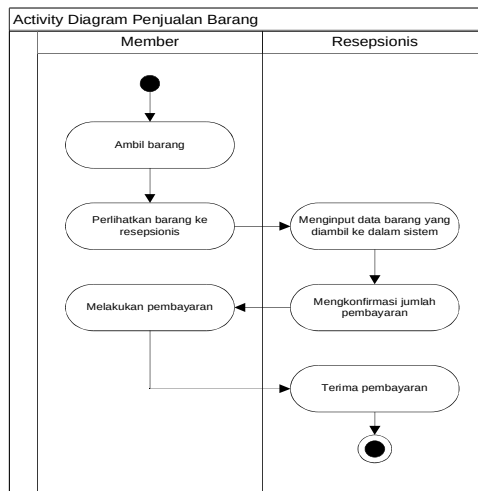 Activity Diagram Penjualan Barang
Member
Resepsionis
Ambil barang
Perlihatkan barang ke
resepsionis
Menginput data barang yang
diambil ke dalam sistem
Melakukan pembayaran
Mengkonfirmasi jumlah
pembayaran
Terima pembayaran